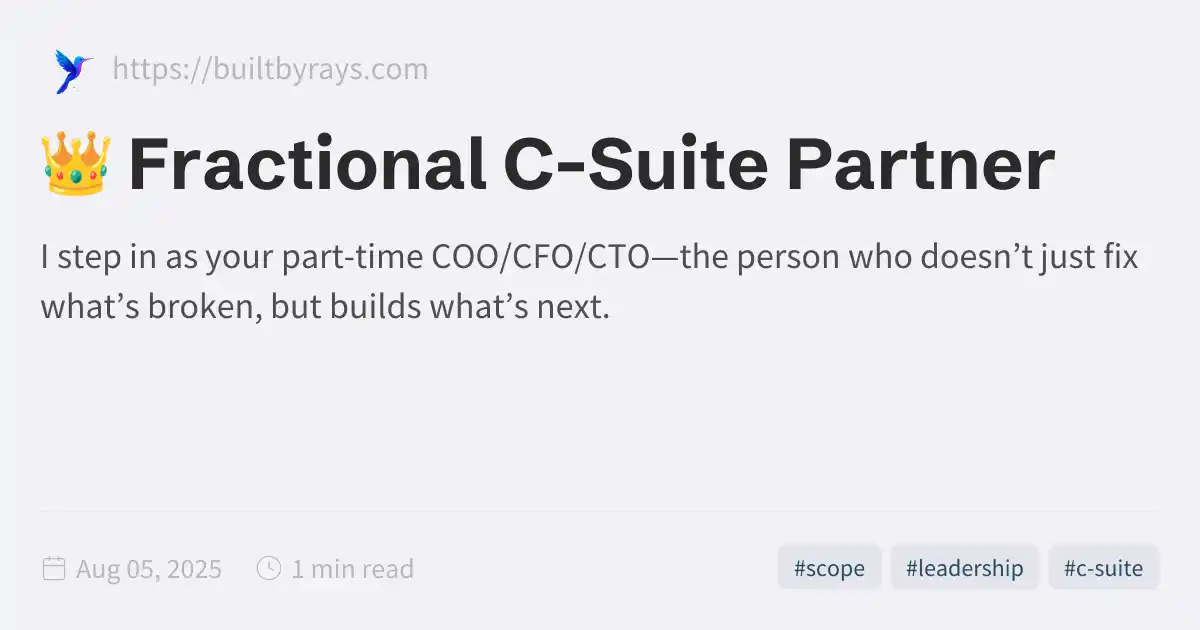 https://builtbyrays.com
👑 Fractional C-Suite Partner
I step in as your part-time COO/CFO/CTO—the person who doesn’t just fix
what’s broken, but builds what’s next.
Aug 05, 2025 1 min read #scope #leadership #c-suite